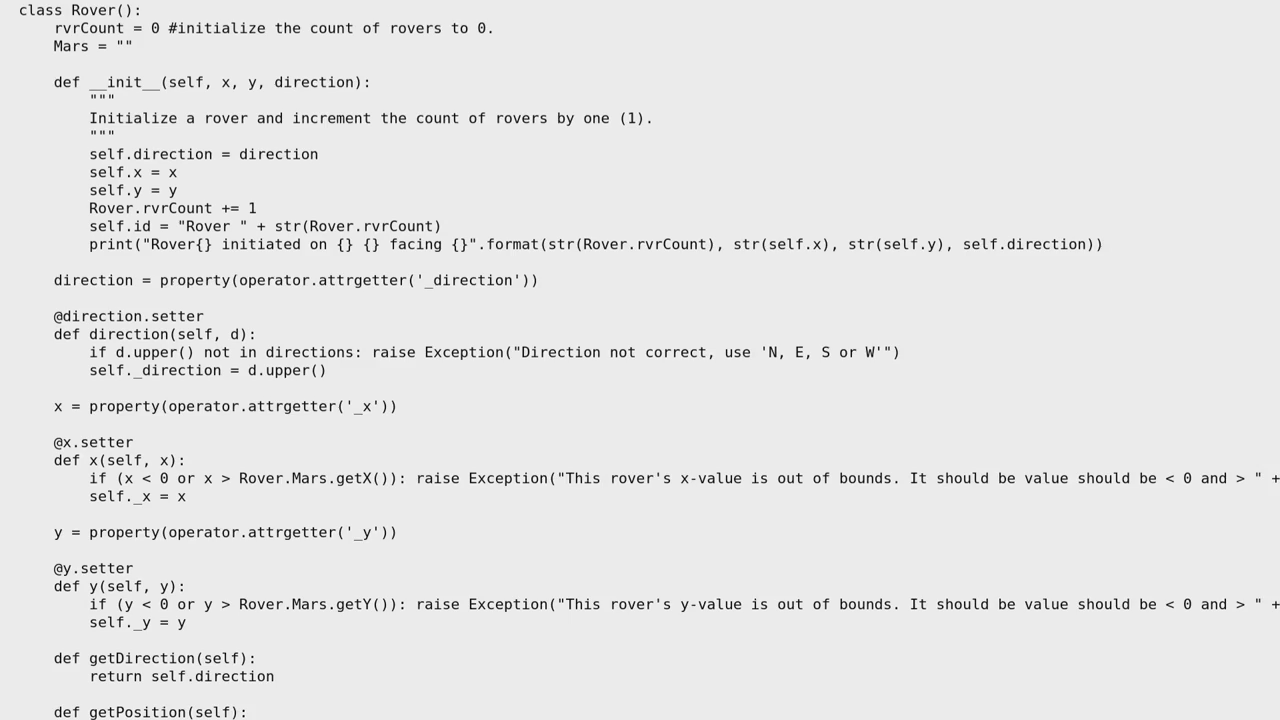 class Rover():
    rvrCount = 0 #initialize the count of rovers to 0.
    Mars = ""

    def __init__(self, x, y, direction):
        """
        Initialize a rover and increment the count of rovers by one (1).
        """
        self.direction = direction
        self.x = x
        self.y = y
        Rover.rvrCount += 1
        self.id = "Rover " + str(Rover.rvrCount)
        print("Rover{} initiated on {} {} facing {}".format(str(Rover.rvrCount), str(self.x), str(self.y), self.direction))

    direction = property(operator.attrgetter('_direction'))

    @direction.setter
    def direction(self, d):
        if d.upper() not in directions: raise Exception("Direction not correct, use 'N, E, S or W'")
        self._direction = d.upper()

    x = property(operator.attrgetter('_x'))

    @x.setter
    def x(self, x):
        if (x < 0 or x > Rover.Mars.getX()): raise Exception("This rover's x-value is out of bounds. It should be value should be < 0 and > " +
        self._x = x

    y = property(operator.attrgetter('_y'))

    @y.setter
    def y(self, y):
        if (y < 0 or y > Rover.Mars.getY()): raise Exception("This rover's y-value is out of bounds. It should be value should be < 0 and > " +
        self._y = y

    def getDirection(self):
        return self.direction

    def getPosition(self):